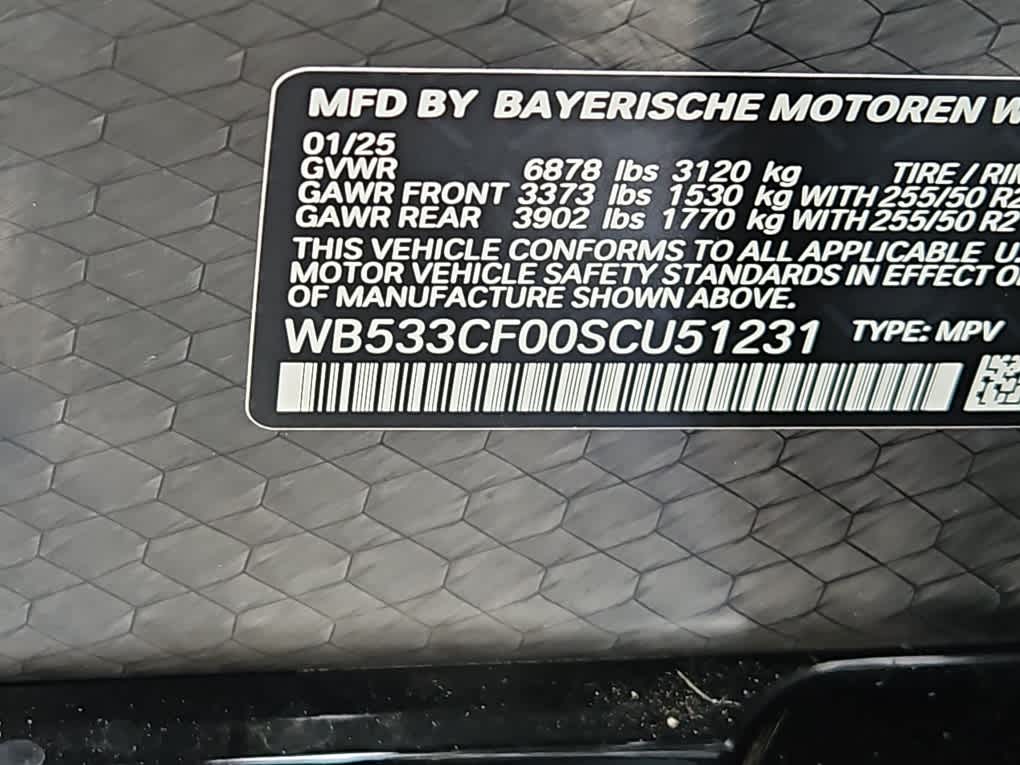 MFD BY BAYERISCHE MOTOREN
01/25
GVWR 6878 lbs 3120 kg TIRE /
GAWR FRONT 3373 lbs 1530 kg WITH 255/50
GAWR REAR 3902 lbs 1770 kg WITH 255/50
THIS VEHICLE CONFORMS TO ALL APPLICABLE
MOTOR VEHICLE SAFETY STANDARDS IN EFFECT
OF MANUFACTURE SHOWN ABOVE.
WB533CF00SCU51231 TYPE: MPV